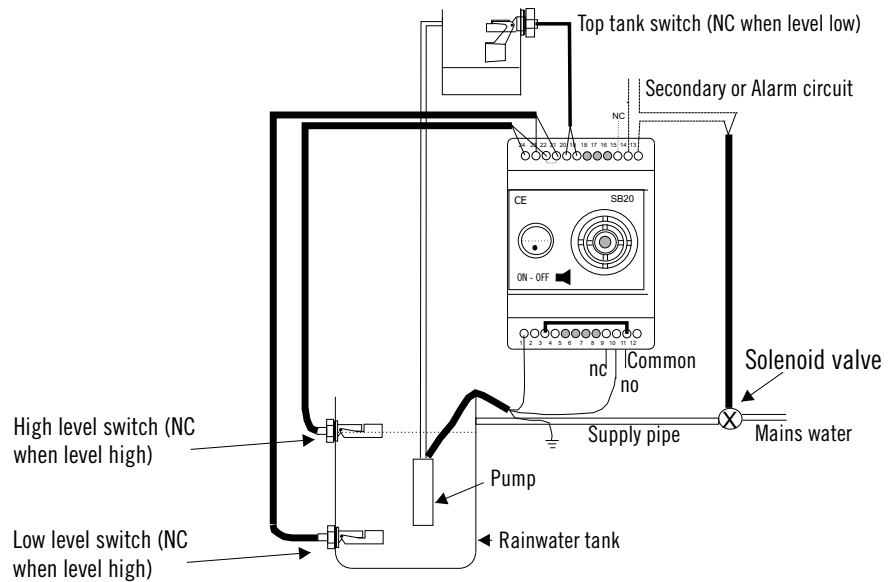 Top tank switch (NC when level low)
Secondary or Alarm circuit
NC
24 23 22 21 20 19 18 17 16 15 14 13
CE
SB20
ON - OFF
1 2 3 4 5 6 7 8 9 10 11 12
nc
Common
no
Solenoid valve
X
High level switch (NC
when level high)
Supply pipe
Mains water
Pump
Low level switch (NC
when level high)
Rainwater tank